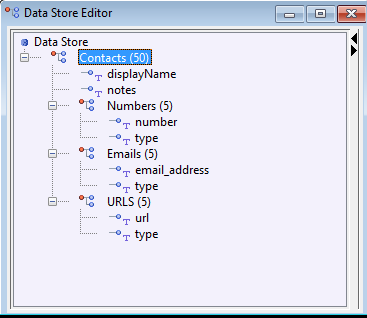 Data Store Editor
Data Store
Contacts (50)
displayName
notes
Numbers (5)
number
type
Emails (5)
email_address
type
URLS (5)
url
type